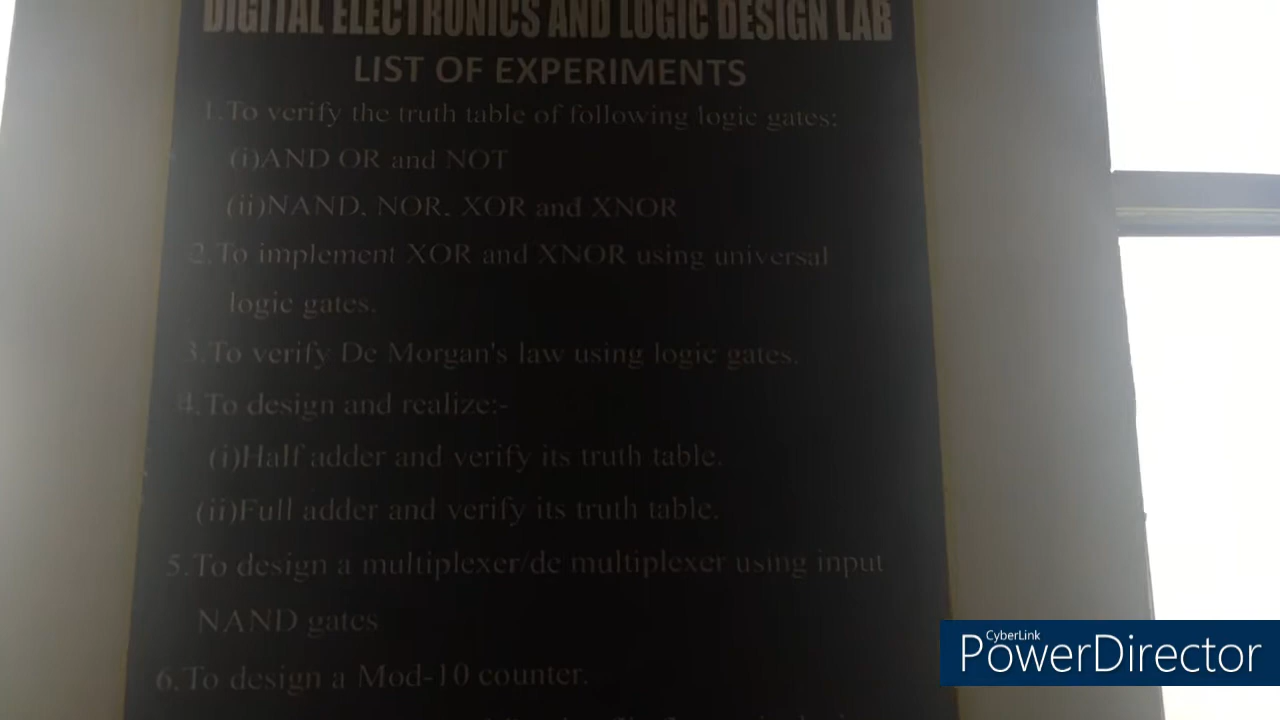 DIGITAL ELECTRONICS AND LOGIC DESIGN LAB
LIST OF EXPERIMENTS
1.To verify the truth table of following logic gates:
(i)AND OR and NOT
(ii)NAND, NOR, XOR and XNOR
2.To implement XOR and XNOR using universal
logic gates.
3.To verify De Morgan's law using logic gates.
4.To design and realize:-
(i)Half adder and verify its truth table.
(ii)Full adder and verify its truth table.
5.To design a multiplexer/de multiplexer using input
NAND gates
6.To design a Mod-10 counter.
CyberLink
PowerDirector